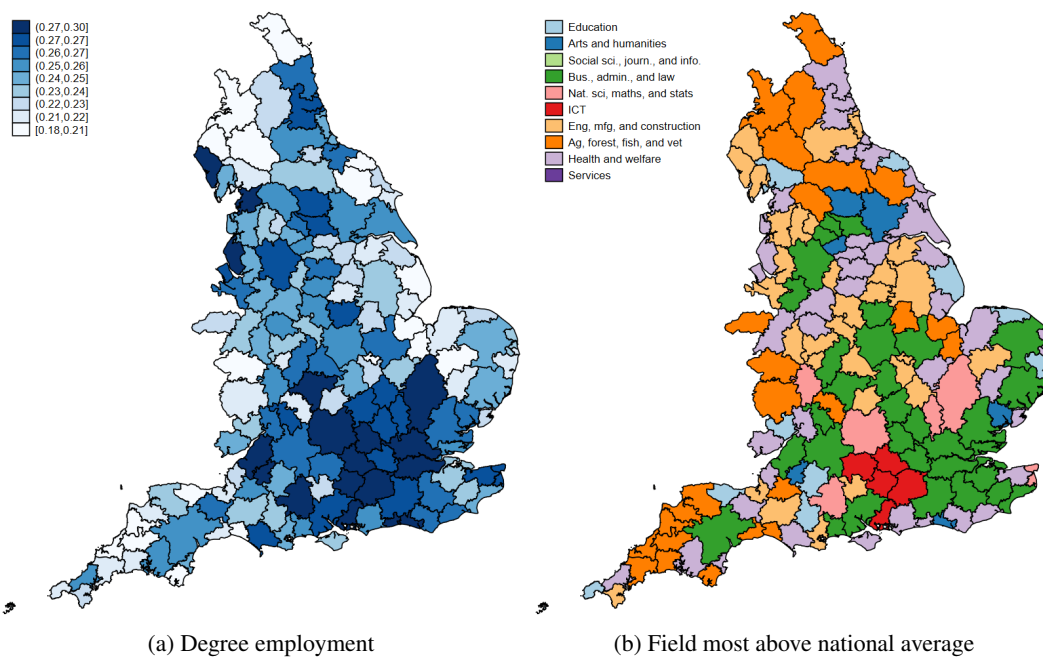 (0.27,0.30]
(0.27,0.27]
(0.26,0.27]
(0.25,0.26]
(0.24,0.25]
(0.23,0.24]
(0.22,0.23]
(0.21,0.22]
[0.18,0.21]
Education
Arts and humanities
Social sci., journ., and info.
Bus., admin., and law
Nat. sci, maths, and stats
ICT
Eng, mfg, and construction
Ag, forest, fish, and vet
Health and welfare
Services
(a) Degree employment
(b) Field most above national average